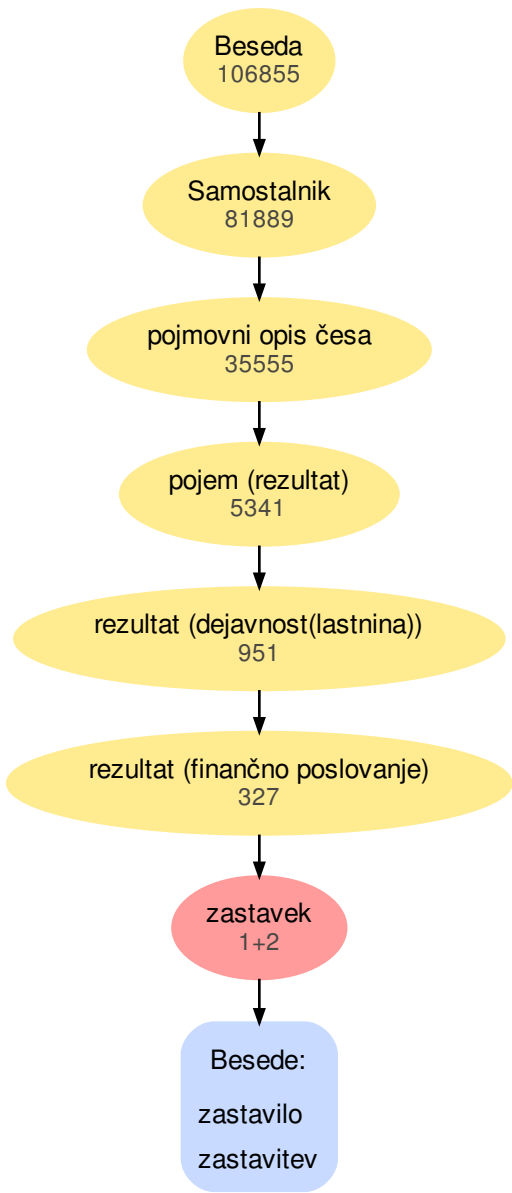 Beseda
106855
Samostalnik
81889
pojmovni opis česa
35555
pojem (rezultat)
5341
rezultat (dejavnost(lastnina))
951
rezultat (finančno poslovanje)
327
zastavek
1+2
Besede:
zastavilo
zastavitev